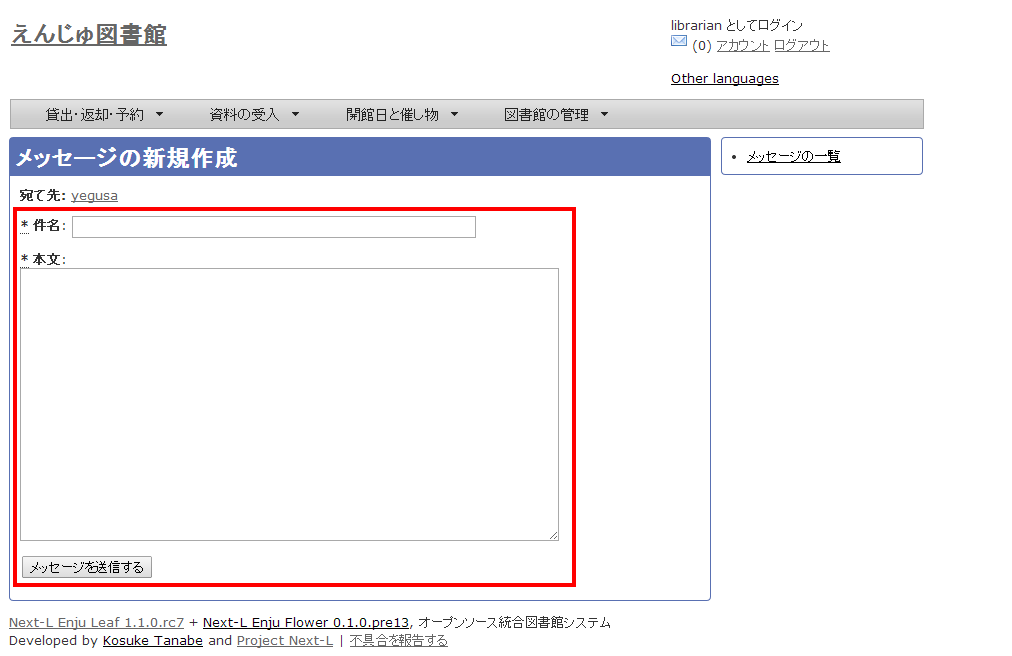 えんじゅ図書館
librarian としてログイン
(0) アカウント ログアウト
Other languages
貸出・返却・予約 ▼ 資料の受入 ▼ 開館日と催し物 ▼ 図書館の管理 ▼
メッセージの新規作成
• メッセージの一覧
宛て先: yegusa
* 件名:
* 本文:
メッセージを送信する
Next-L Enju Leaf 1.1.0.rc7 + Next-L Enju Flower 0.1.0.pre13, オープンソース統合図書館システム
Developed by Kosuke Tanabe and Project Next-L | 不具合を報告する